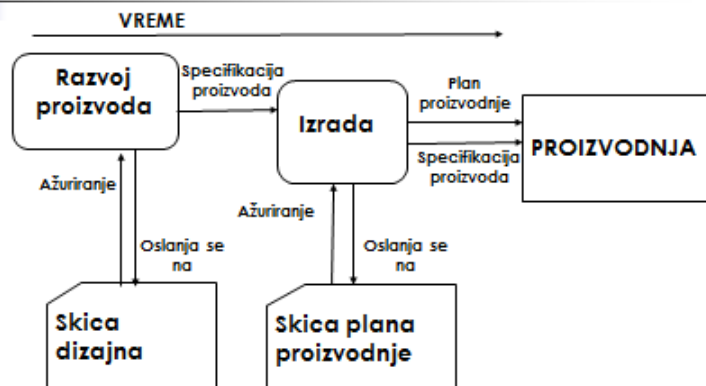 VREME
Razvoj
proizvoda
Specifikacija
proizvoda
Izrada
Plan
proizvodnje
Specifikacija
proizvoda
PROIZVODNJA
Ažuriranje
Oslanja se
na
Ažuriranje
Oslanja se
na
Skica
dizajna
Skica plana
proizvodnje